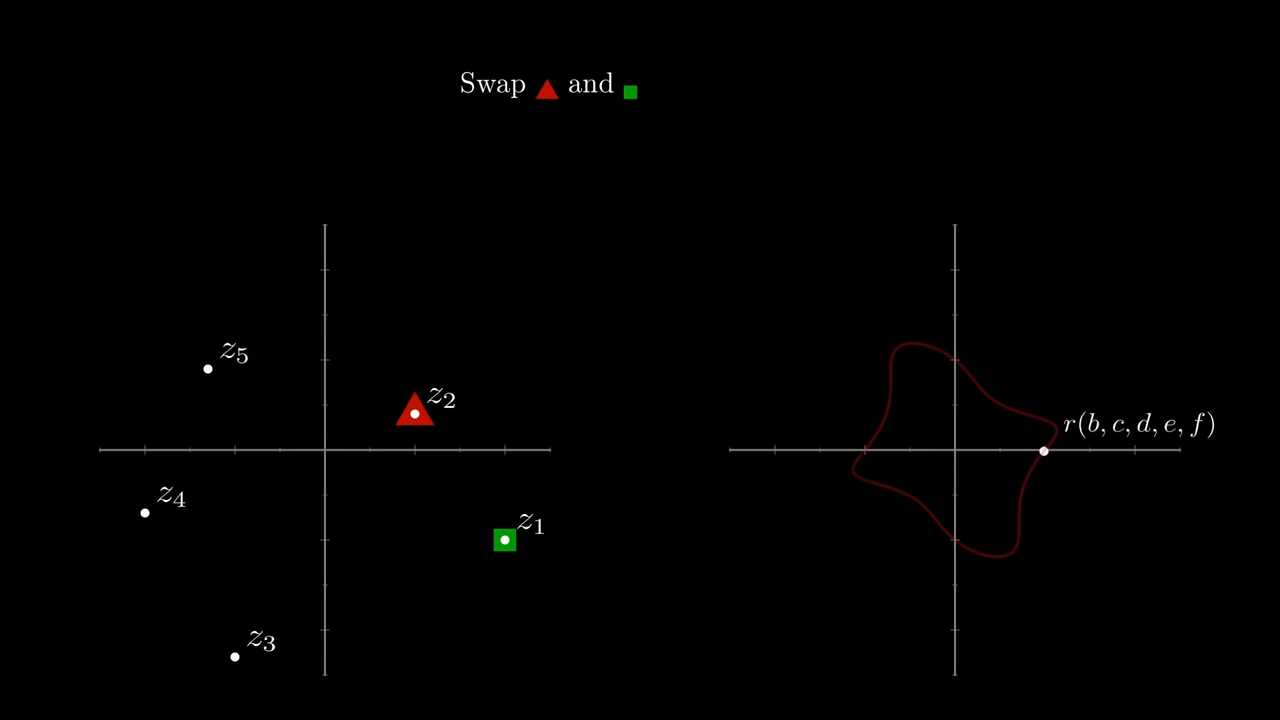 Swap and
z₅
z₂
r(b, c, d, e, f)
z₄
z₁
z₃